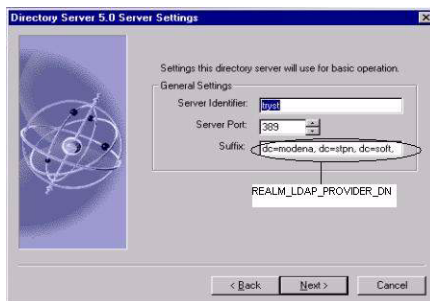 Directory Server 5.0 Server Settings
Settings this directory server will use for basic operation.
General Settings
Server Identifier: tryst
Server Port: 389
Suffix: dc=modena, dc=stpn, dc=soft,
REALM_LDAP_PROVIDER_DN
< Back Next > Cancel